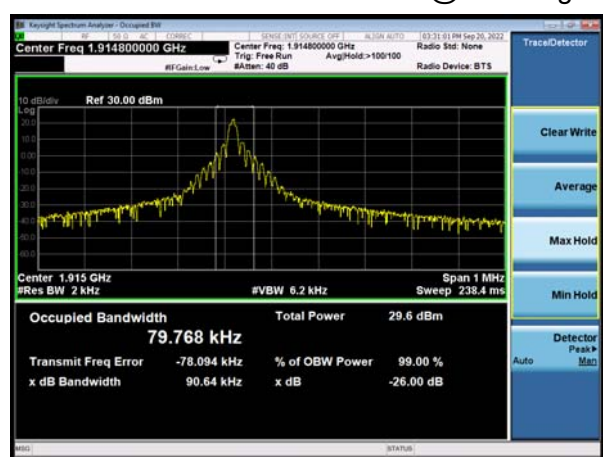 Keysight Spectrum Analyzer - Occupied BW
RF 50 Ω AC CORREC SENSE:INT SOURCE OFF ALIGN AUTO 03:31:01 PM Sep 20, 2022
Center Freq 1.914800000 GHz
Center Freq: 1.914800000 GHz
Radio Std: None
Trig: Free Run Avg|Hold:>100/100
#IFGain:Low #Atten: 40 dB Radio Device: BTS
Trace/Detector
10 dB/div Ref 30.00 dBm
Log
20.0
10.0
0.00
-10.0
-20.0
-30.0
-40.0
-50.0
-60.0
Clear Write
Average
Max Hold
Min Hold
Detector
Peak
Auto Man
Center 1.915 GHz Span 1 MHz
#Res BW 2 kHz #VBW 6.2 kHz Sweep 238.4 ms
Occupied Bandwidth Total Power 29.6 dBm
79.768 kHz
Transmit Freq Error -78.094 kHz % of OBW Power 99.00 %
x dB Bandwidth 90.64 kHz x dB -26.00 dB
MSG STATUS